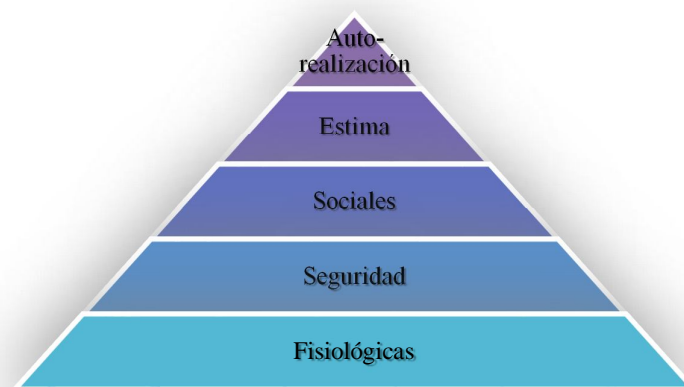 Auto-
realización
Estima
Sociales
Seguridad
Fisiológicas